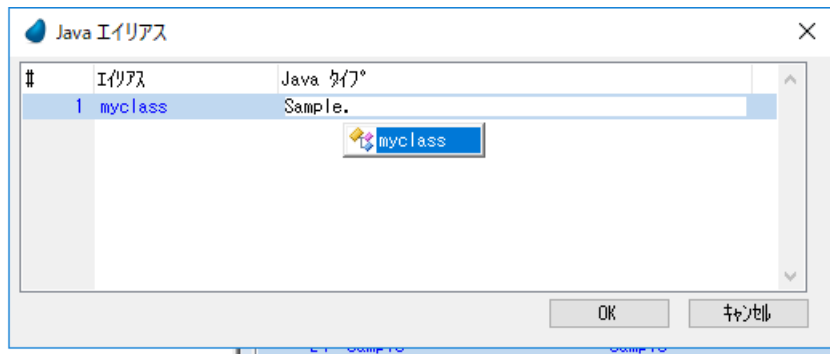 Java エイリアス
# ｴｲﾘｱｽ Java ﾀｲﾌﾟ
1 myclass Sample.
myclass
OK ｷｬﾝｾﾙ